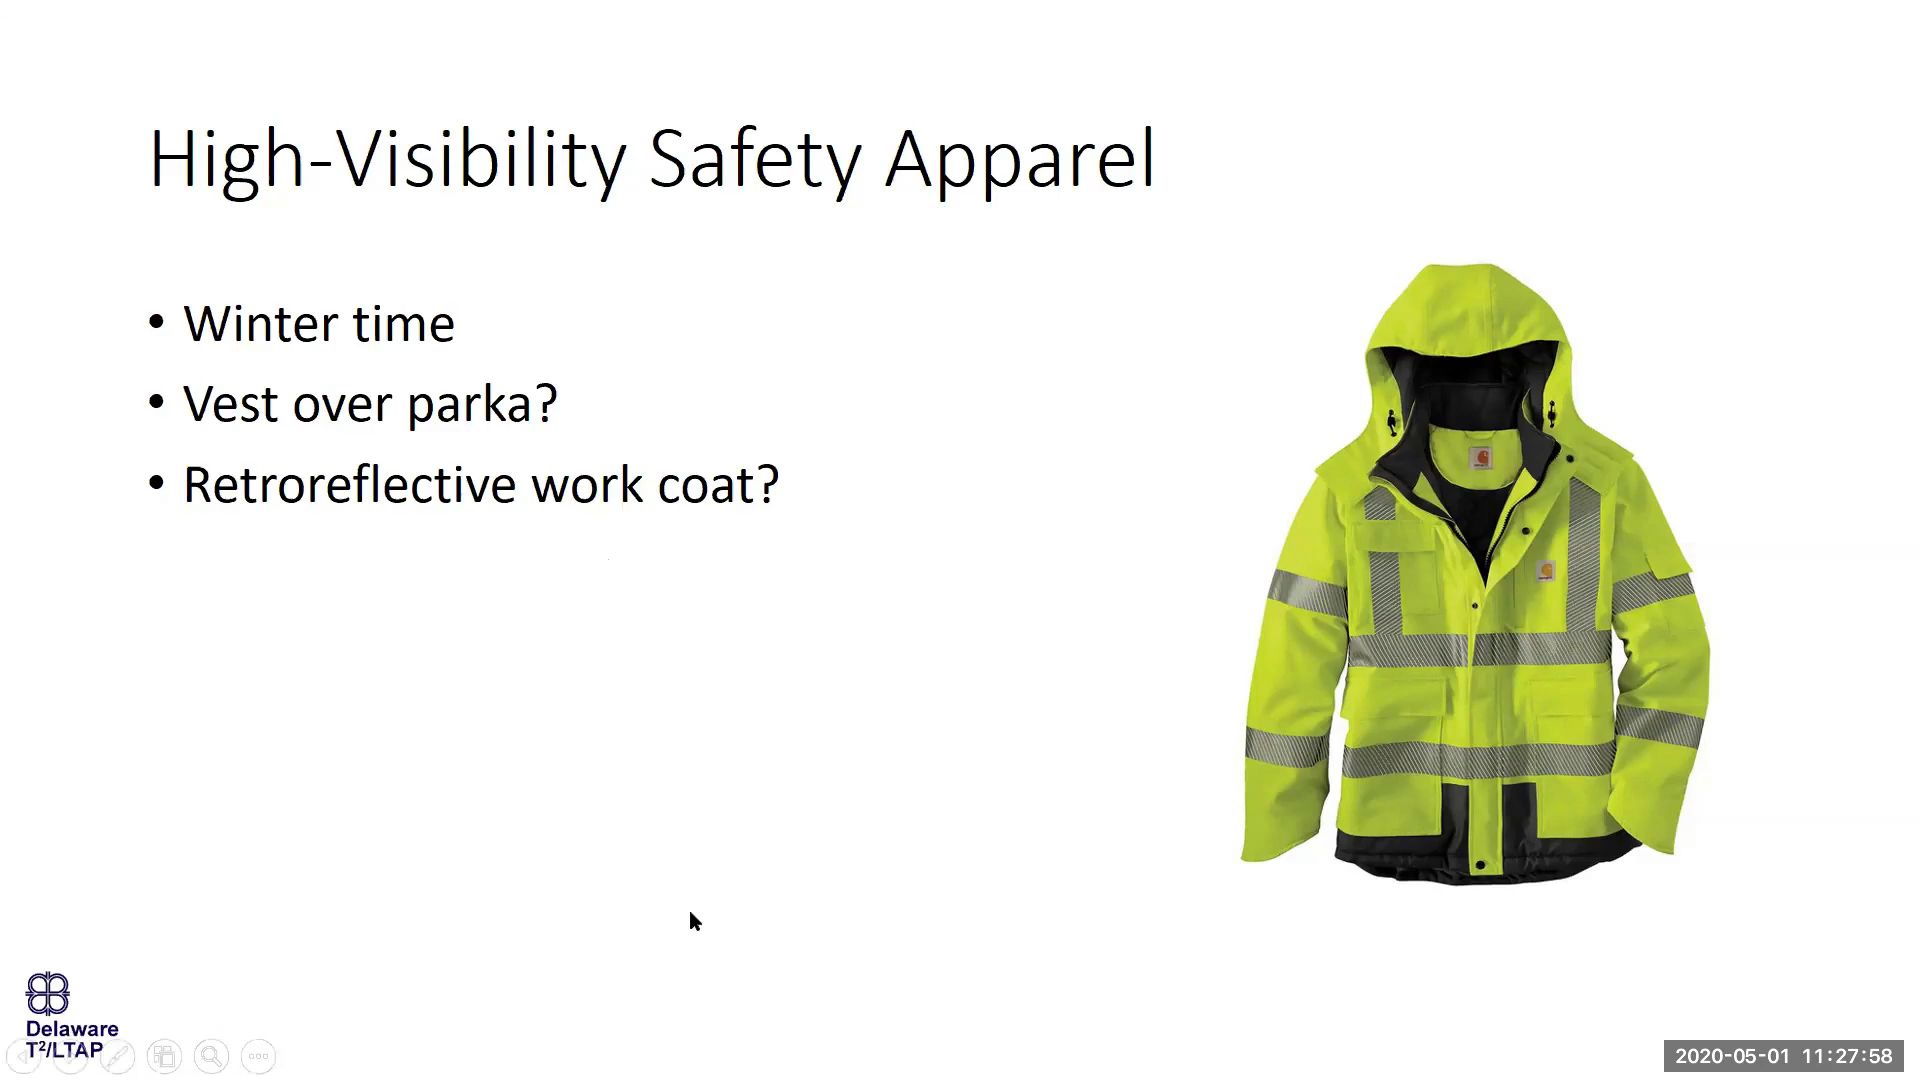 High-Visibility Safety Apparel
• Winter time
• Vest over parka?
• Retroreflective work coat?
Delaware
T²/LTAP
2020-05-01 11:27:58